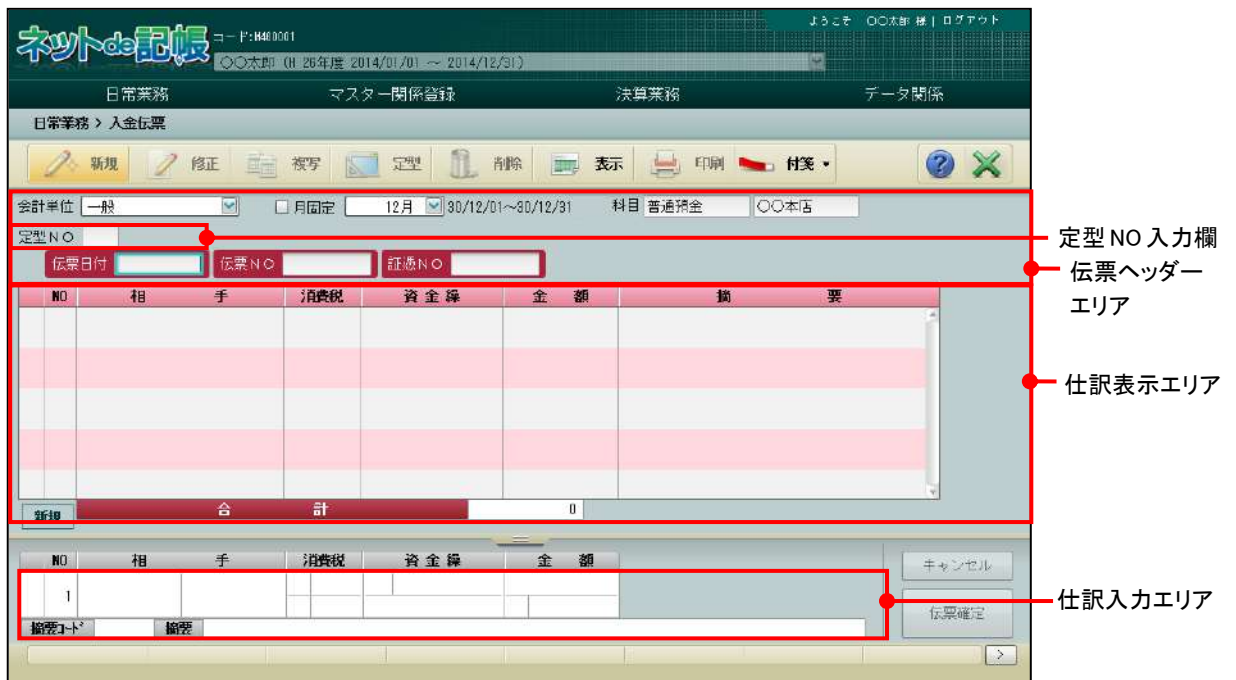 ようこそ 〇〇太郎 様 | ログアウト
ネットde記帳 コード:H480001
〇〇太郎 (H 26年度 2014/01/01 ～ 2014/12/31)
日常業務 マスター関係登録 決算業務 データ関係
日常業務 > 入金伝票
新規 修正 複写 定型 削除 表示 印刷 付箋
会計単位 一般 月固定 12月 30/12/01～30/12/31 科目 普通預金 〇〇本店
定型NO
定型NO入力欄
伝票日付 伝票NO 証憑NO
伝票ヘッダー
エリア
NO 相 手 消費税 資金繰 金 額 摘 要
仕訳表示エリア
新規 合 計 0
NO 相 手 消費税 資金繰 金 額
キャンセル
1
仕訳入力エリア
伝票確定
摘要コード 摘要
>